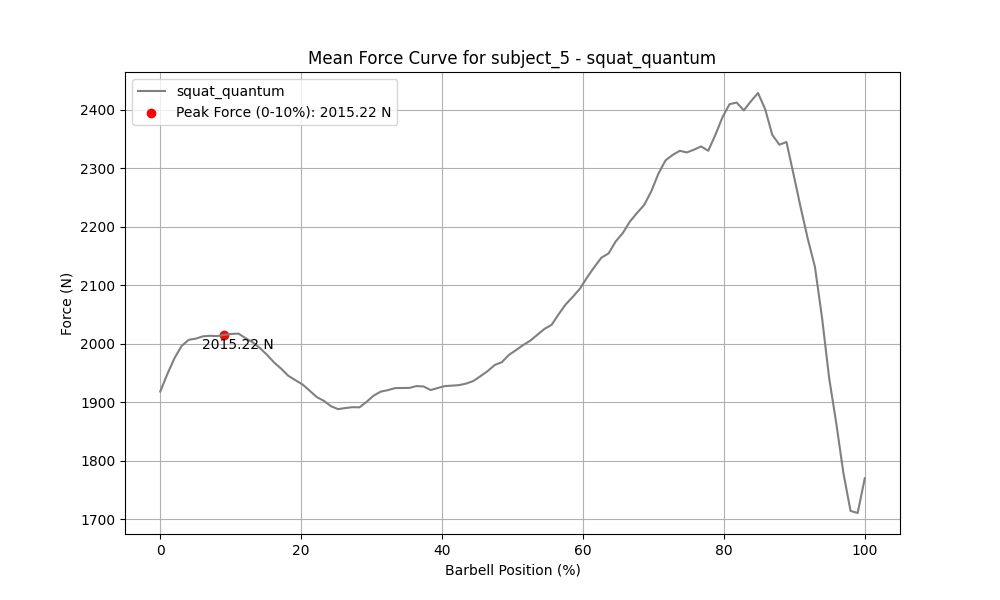 Mean Force Curve for subject_5 - squat_quantum
squat_quantum
Peak Force (0-10%): 2015.22 N
2400
2300
2200
2100
2000
1900
1800
1700
Force (N)
2015.22 N
0
20
40
60
80
100
Barbell Position (%)